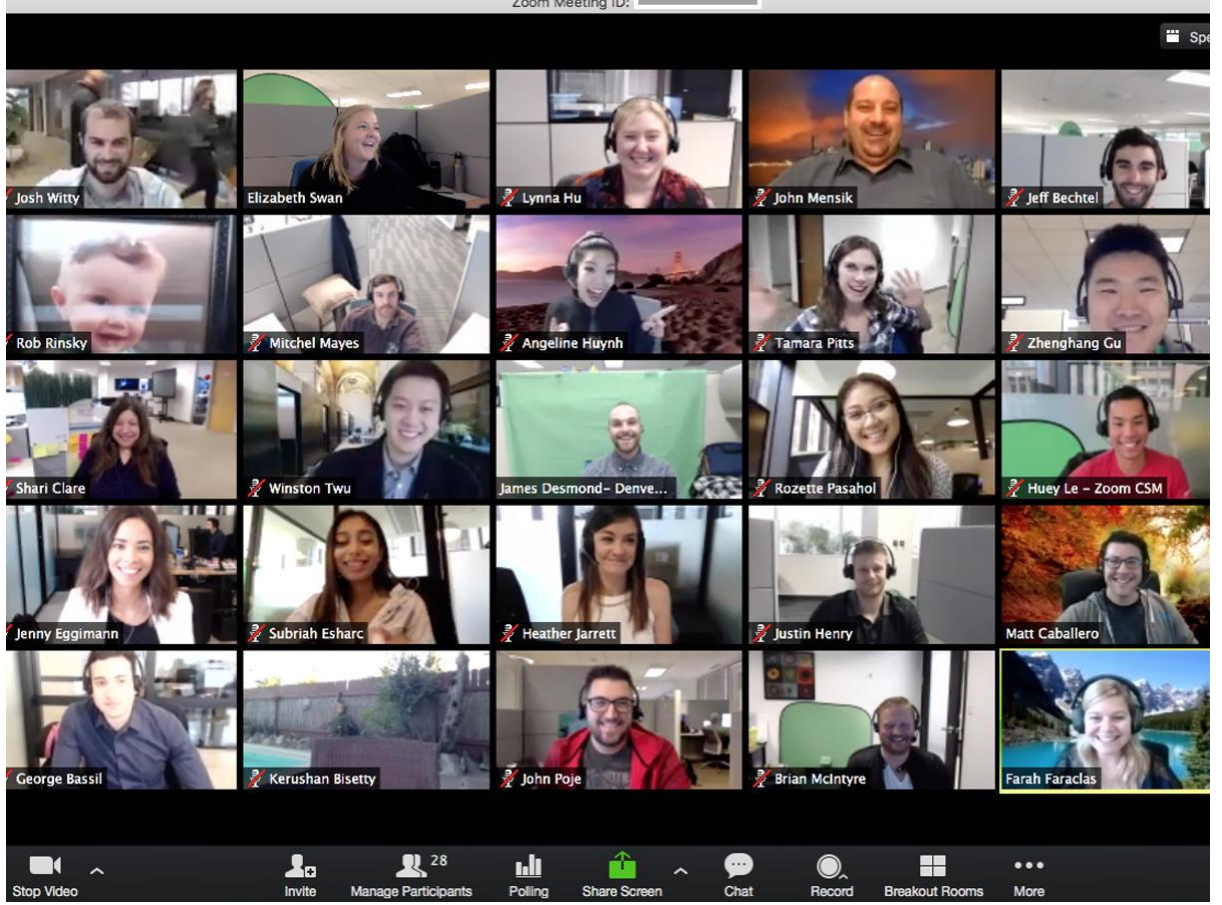 Zoom Meeting ID:
Spe
Josh Witty
Elizabeth Swan
Lynna Hu
John Mensik
Jeff Bechtel
Rob Rinsky
Mitchel Mayes
Angeline Huynh
Tamara Pitts
Zhenghang Gu
Shari Clare
Winston Twu
James Desmond- Denve...
Rozette Pasahol
Huey Le - Zoom CSM
Jenny Eggimann
Subriah Esharc
Heather Jarrett
Justin Henry
Matt Caballero
George Bassil
Kerushan Bisetty
John Poje
Brian McIntyre
Farah Faraclas
28
Stop Video
Invite
Manage Participants
Polling
Share Screen
Chat
Record
Breakout Rooms
More